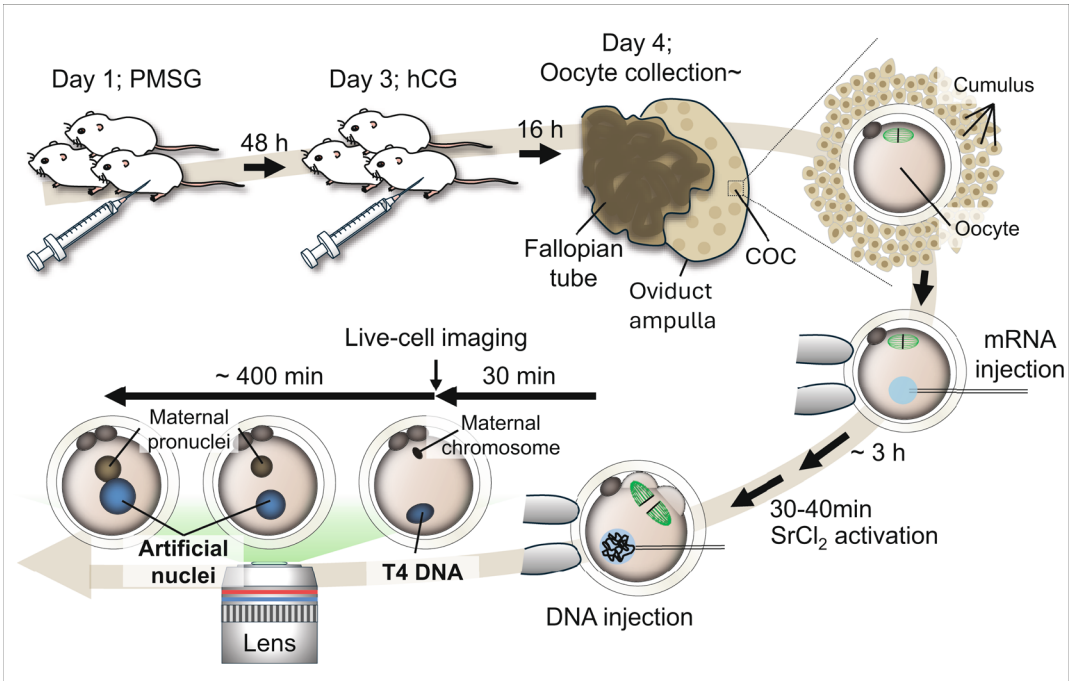 Day 1; PMSG
48 h
Day 3; hCG
16 h
Day 4;
Oocyte collection~
Fallopian
tube
Oviduct
ampulla
COC
Cumulus
Oocyte
mRNA
injection
~ 3 h
30-40min
SrCl₂ activation
DNA injection
Live-cell imaging
~ 400 min
30 min
Maternal
pronuclei
Maternal
chromosome
Artificial
nuclei
T4 DNA
Lens